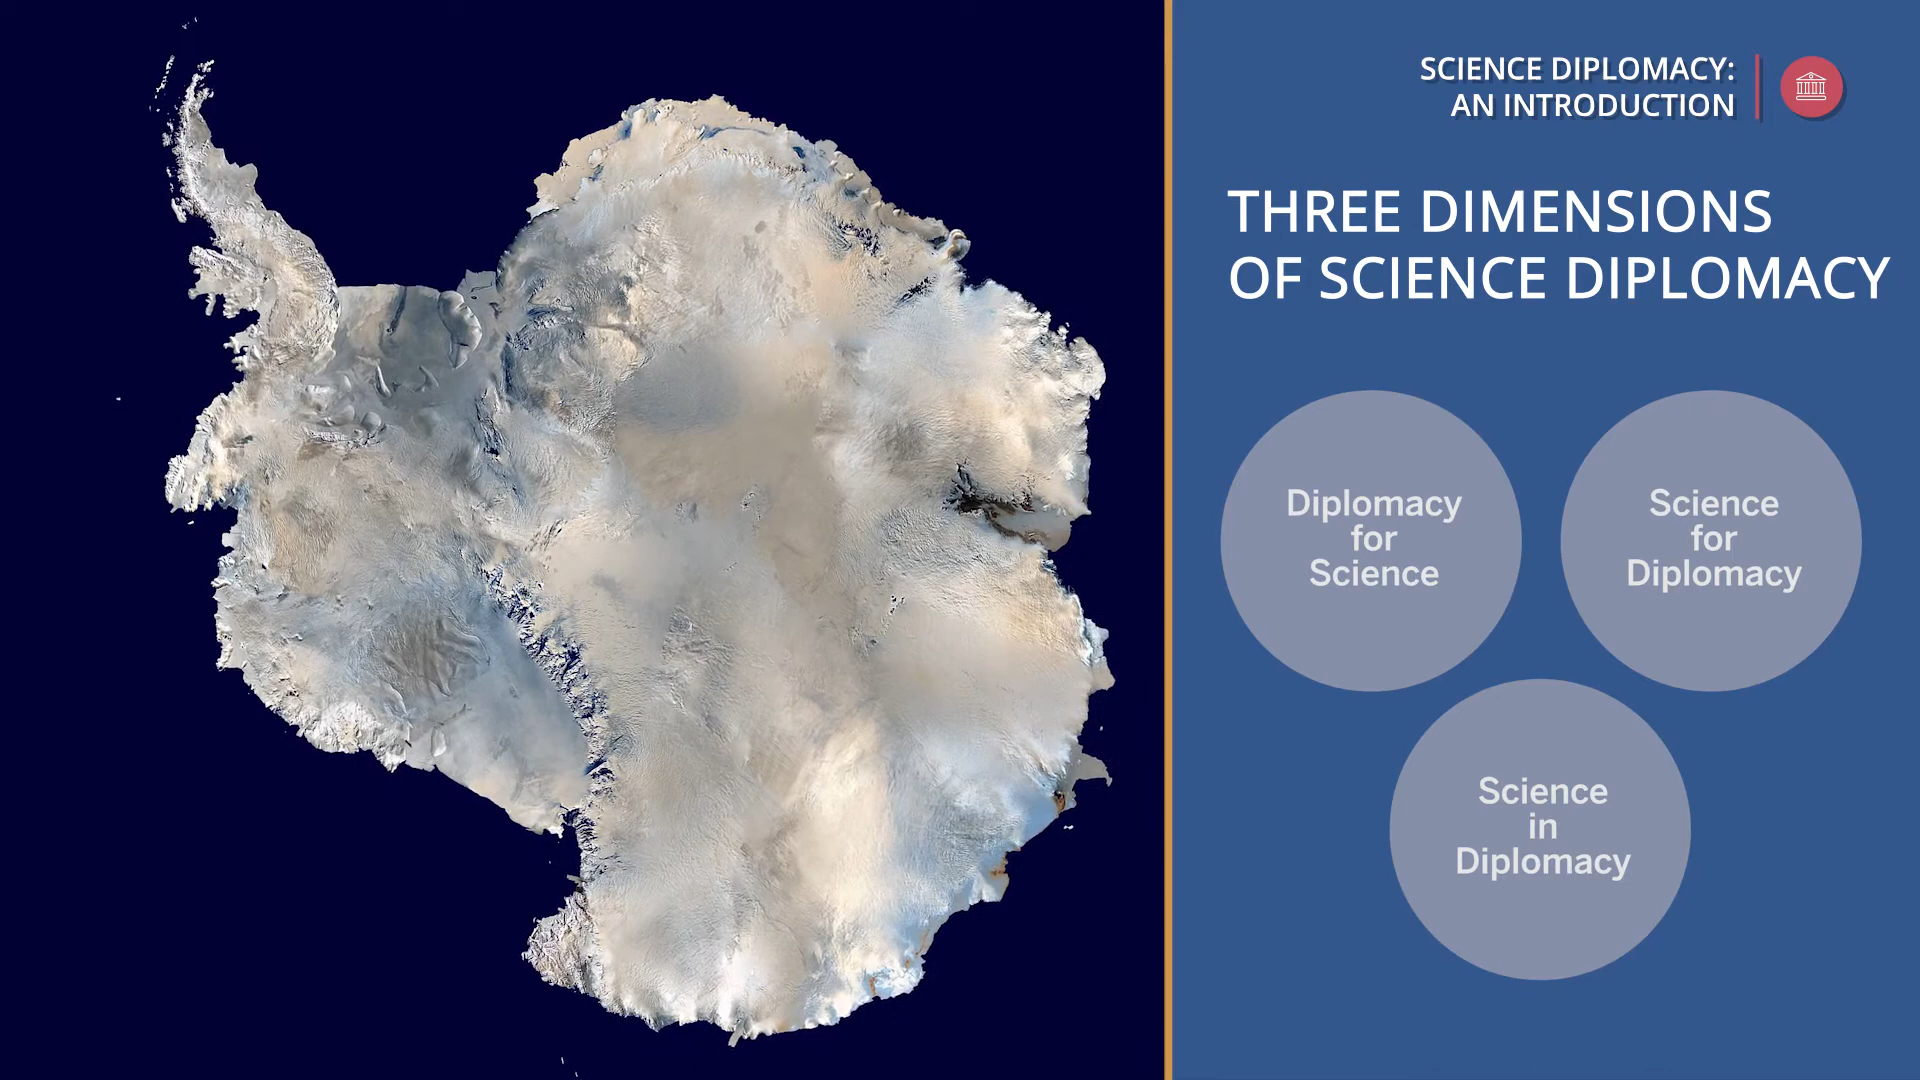 SCIENCE DIPLOMACY:
AN INTRODUCTION
THREE DIMENSIONS
OF SCIENCE DIPLOMACY
Diplomacy
for
Science
Science
for
Diplomacy
Science
in
Diplomacy